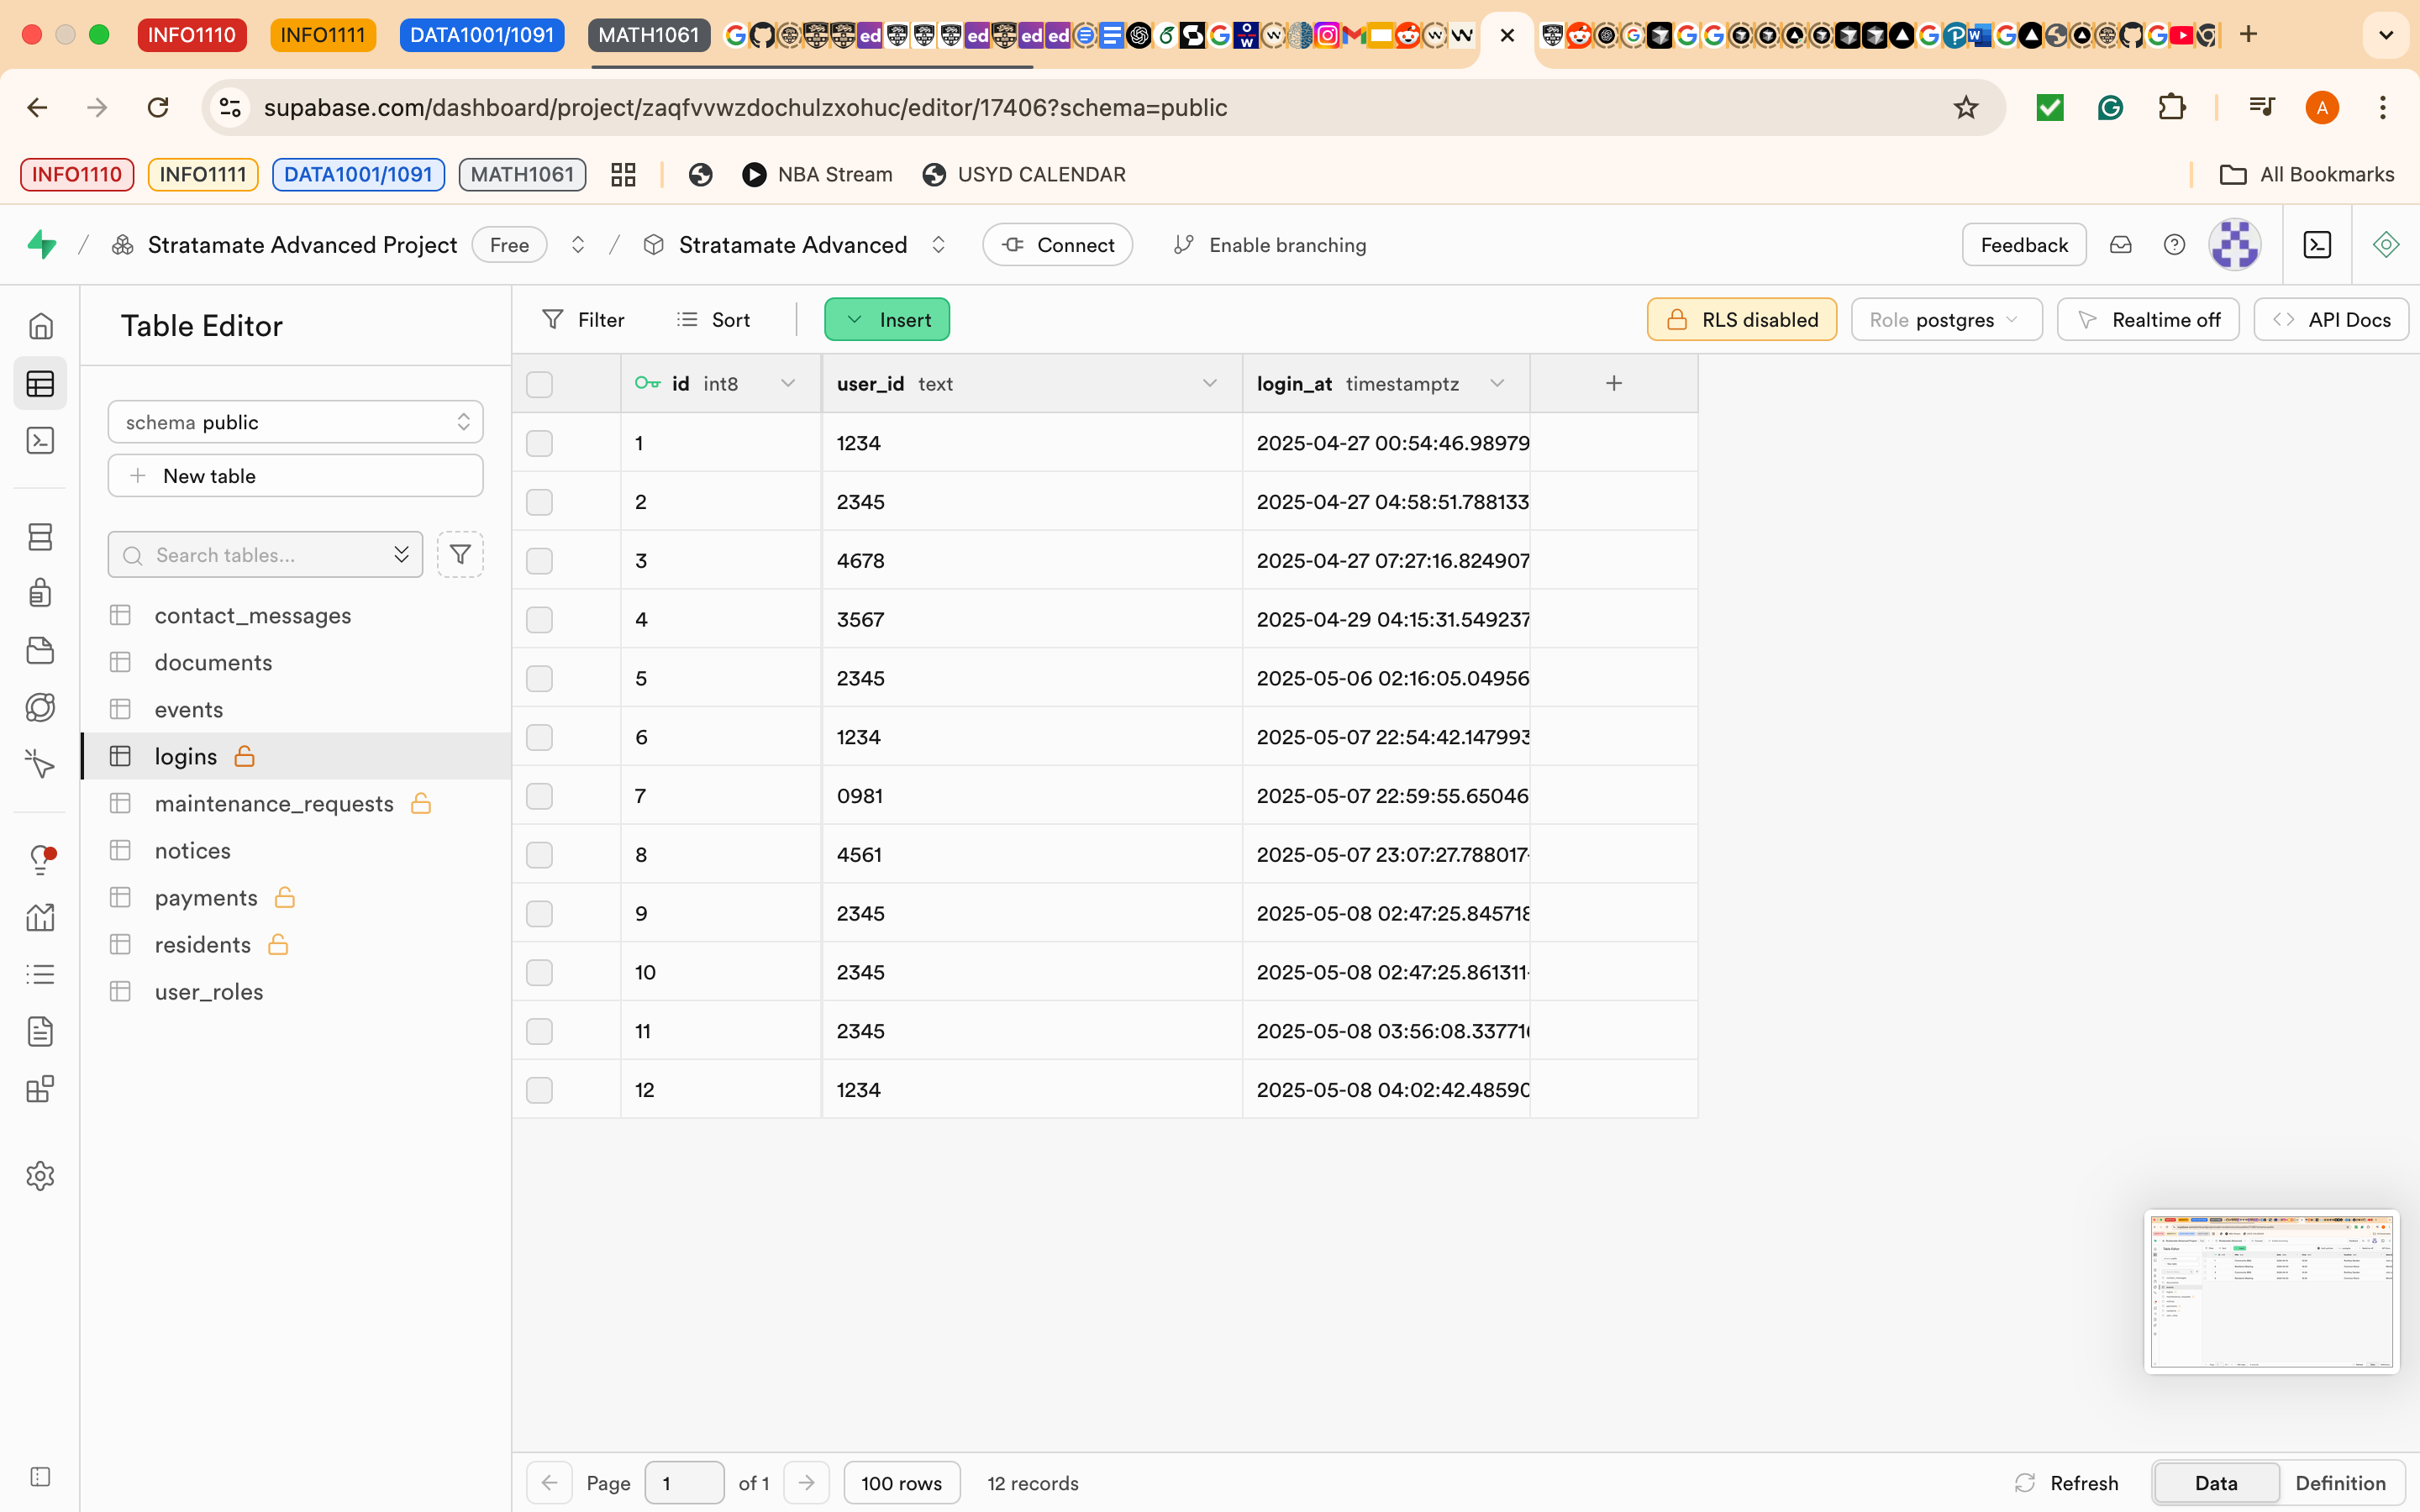 INFO1110 INFO1111 DATA1001/1091 MATH1061
supabase.com/dashboard/project/zaqfvvwzdochulzxohuc/editor/17406?schema=public A
INFO1110 INFO1111 DATA1001/1091 MATH1061 NBA Stream USYD CALENDAR All Bookmarks
/ Stratamate Advanced Project Free / Stratamate Advanced Connect Enable branching Feedback
Table Editor
Filter Sort Insert RLS disabled Role postgres Realtime off API Docs
schema public
New table
Search tables...
contact_messages
documents
events
logins
maintenance_requests
notices
payments
residents
user_roles
id int8 user_id text login_at timestamptz
1 1234 2025-04-27 00:54:46.98979
2 2345 2025-04-27 04:58:51.788133
3 4678 2025-04-27 07:27:16.824907
4 3567 2025-04-29 04:15:31.549237
5 2345 2025-05-06 02:16:05.04956
6 1234 2025-05-07 22:54:42.147993
7 0981 2025-05-07 22:59:55.65046
8 4561 2025-05-07 23:07:27.788017
9 2345 2025-05-08 02:47:25.845718
10 2345 2025-05-08 02:47:25.861311
11 2345 2025-05-08 03:56:08.337716
12 1234 2025-05-08 04:02:42.48590
Page 1 of 1 100 rows 12 records Refresh Data Definition